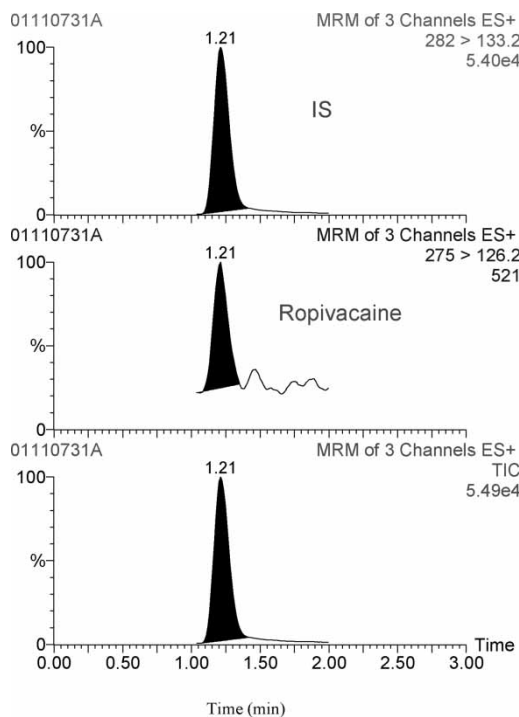 01110731A MRM of 3 Channels ES+
1.21 282 > 133.2
100 5.40e4
IS
%
0
01110731A MRM of 3 Channels ES+
1.21 275 > 126.2
100 521
Ropivacaine
%
0
01110731A MRM of 3 Channels ES+
1.21 TIC
100 5.49e4
%
0 Time
0.00 0.50 1.00 1.50 2.00 2.50 3.00
Time (min)